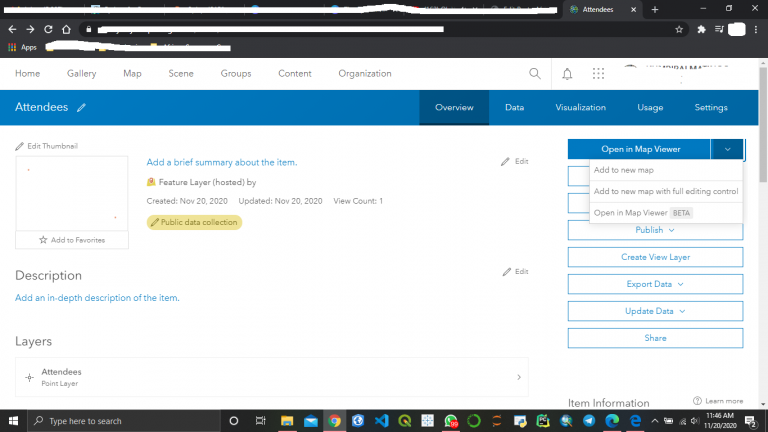 Attendees
Apps
Home Gallery Map Scene Groups Content Organization
Attendees Overview Data Visualization Usage Settings
Edit Thumbnail
Add to Favorites
Add a brief summary about the item.
Edit
Feature Layer (hosted) by
Created: Nov 20, 2020 Updated: Nov 20, 2020 View Count: 1
Public data collection
Description
Edit
Add an in-depth description of the item.
Layers
Attendees
Point Layer
Open in Map Viewer
Add to new map
Add to new map with full editing control
Open in Map Viewer BETA
Publish
Create View Layer
Export Data
Update Data
Share
Item Information
Learn more
Type here to search
99
11:46 AM
11/20/2020
2